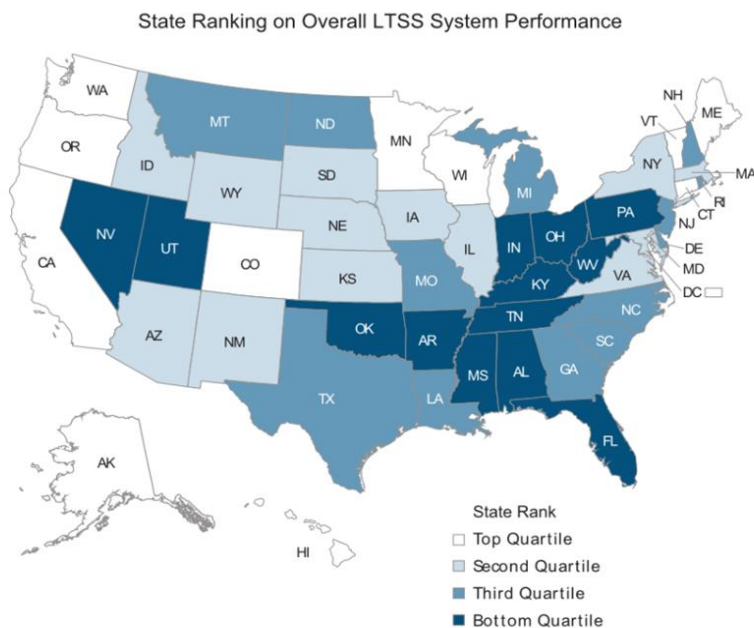 State Ranking on Overall LTSS System Performance
WA
OR
CA
ID
NV
MT
WY
UT
AZ
CO
NM
ND
SD
NE
KS
OK
TX
MN
IA
MO
AR
LA
WI
IL
MI
IN
OH
KY
TN
MS
AL
GA
FL
SC
NC
VA
WV
PA
NY
VT
NH
ME
MA
RI
CT
NJ
DE
MD
DC
AK
HI
State Rank
Top Quartile
Second Quartile
Third Quartile
Bottom Quartile